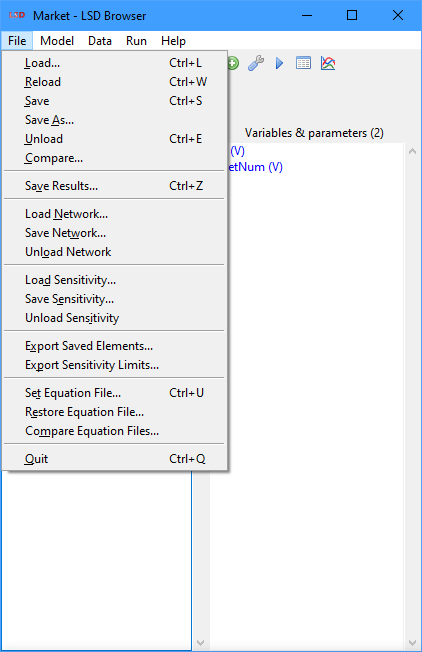 LSD Market - LSD Browser
File Model Data Run Help
Load... Ctrl+L
Reload Ctrl+W
Save Ctrl+S
Save As...
Unload Ctrl+E
Compare...
Save Results... Ctrl+Z
Load Network...
Save Network...
Unload Network
Load Sensitivity...
Save Sensitivity...
Unload Sensitivity
Export Saved Elements...
Export Sensitivity Limits...
Set Equation File... Ctrl+U
Restore Equation File...
Compare Equation Files...
Quit Ctrl+Q
Variables & parameters (2)
(V)
etNum (V)